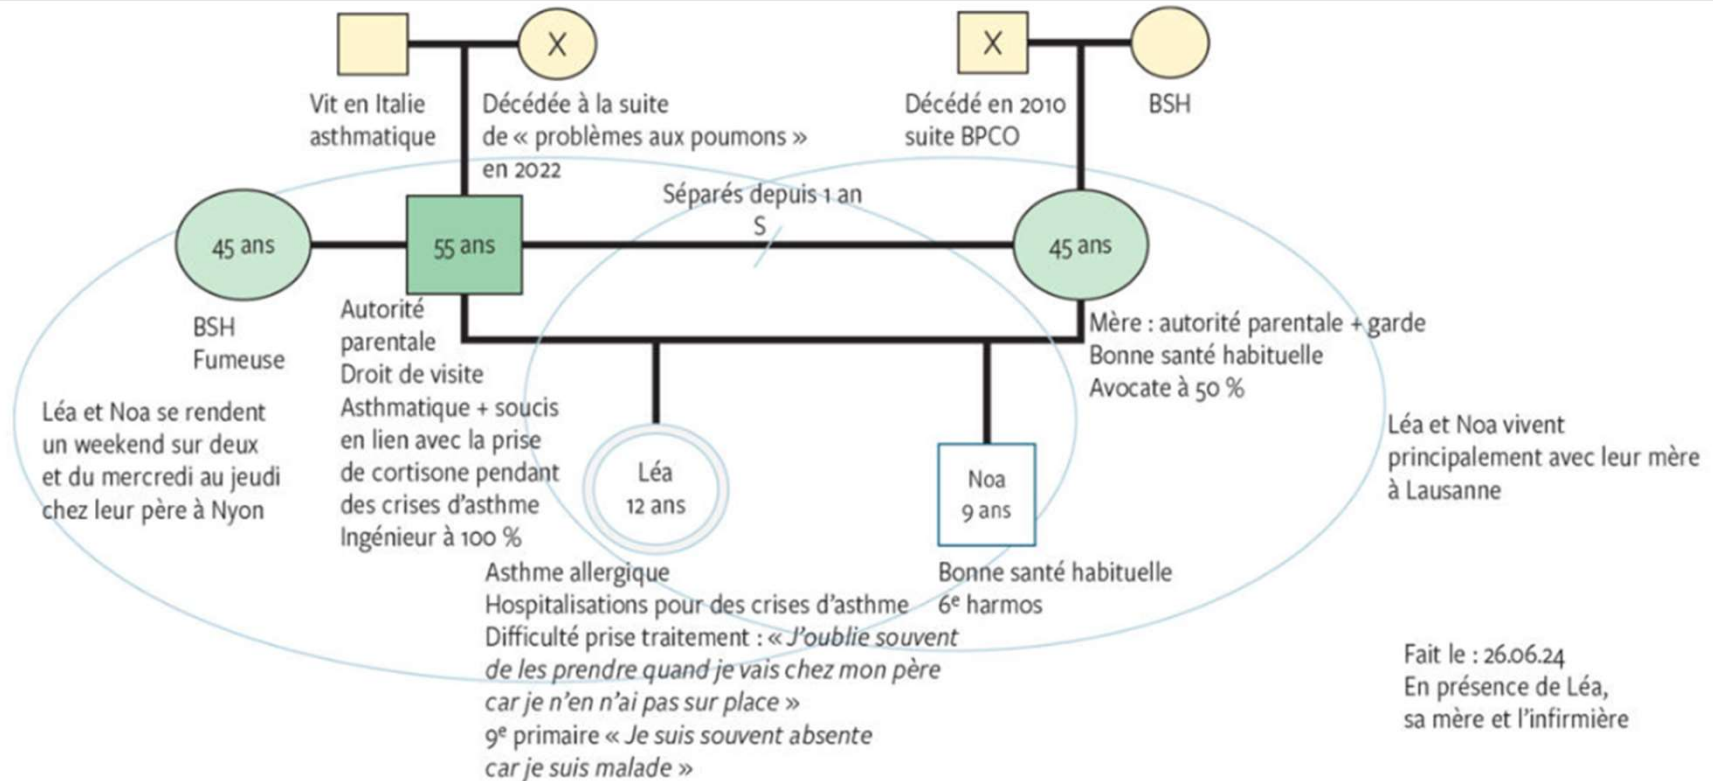 X
X
Vit en Italie
asthmatique
Décédée à la suite
de « problèmes aux poumons »
en 2022
Décédé en 2010
suite BPCO
BSH
Séparés depuis 1 an
S
45 ans
55 ans
45 ans
BSH
Fumeuse
Autorité
parentale
Droit de visite
Asthmatique + soucis
en lien avec la prise
de cortisone pendant
des crises d'asthme
Ingénieur à 100 %
Mère : autorité parentale + garde
Bonne santé habituelle
Avocate à 50 %
Léa et Noa se rendent
un weekend sur deux
et du mercredi au jeudi
chez leur père à Nyon
Léa
12 ans
Noa
9 ans
Léa et Noa vivent
principalement avec leur mère
à Lausanne
Asthme allergique
Hospitalisations pour des crises d'asthme
Difficulté prise traitement : « J'oublie souvent
de les prendre quand je vais chez mon père
car je n'en n'ai pas sur place »
9e primaire « Je suis souvent absente
car je suis malade »
Bonne santé habituelle
6e harmos
Fait le : 26.06.24
En présence de Léa,
sa mère et l'infirmière